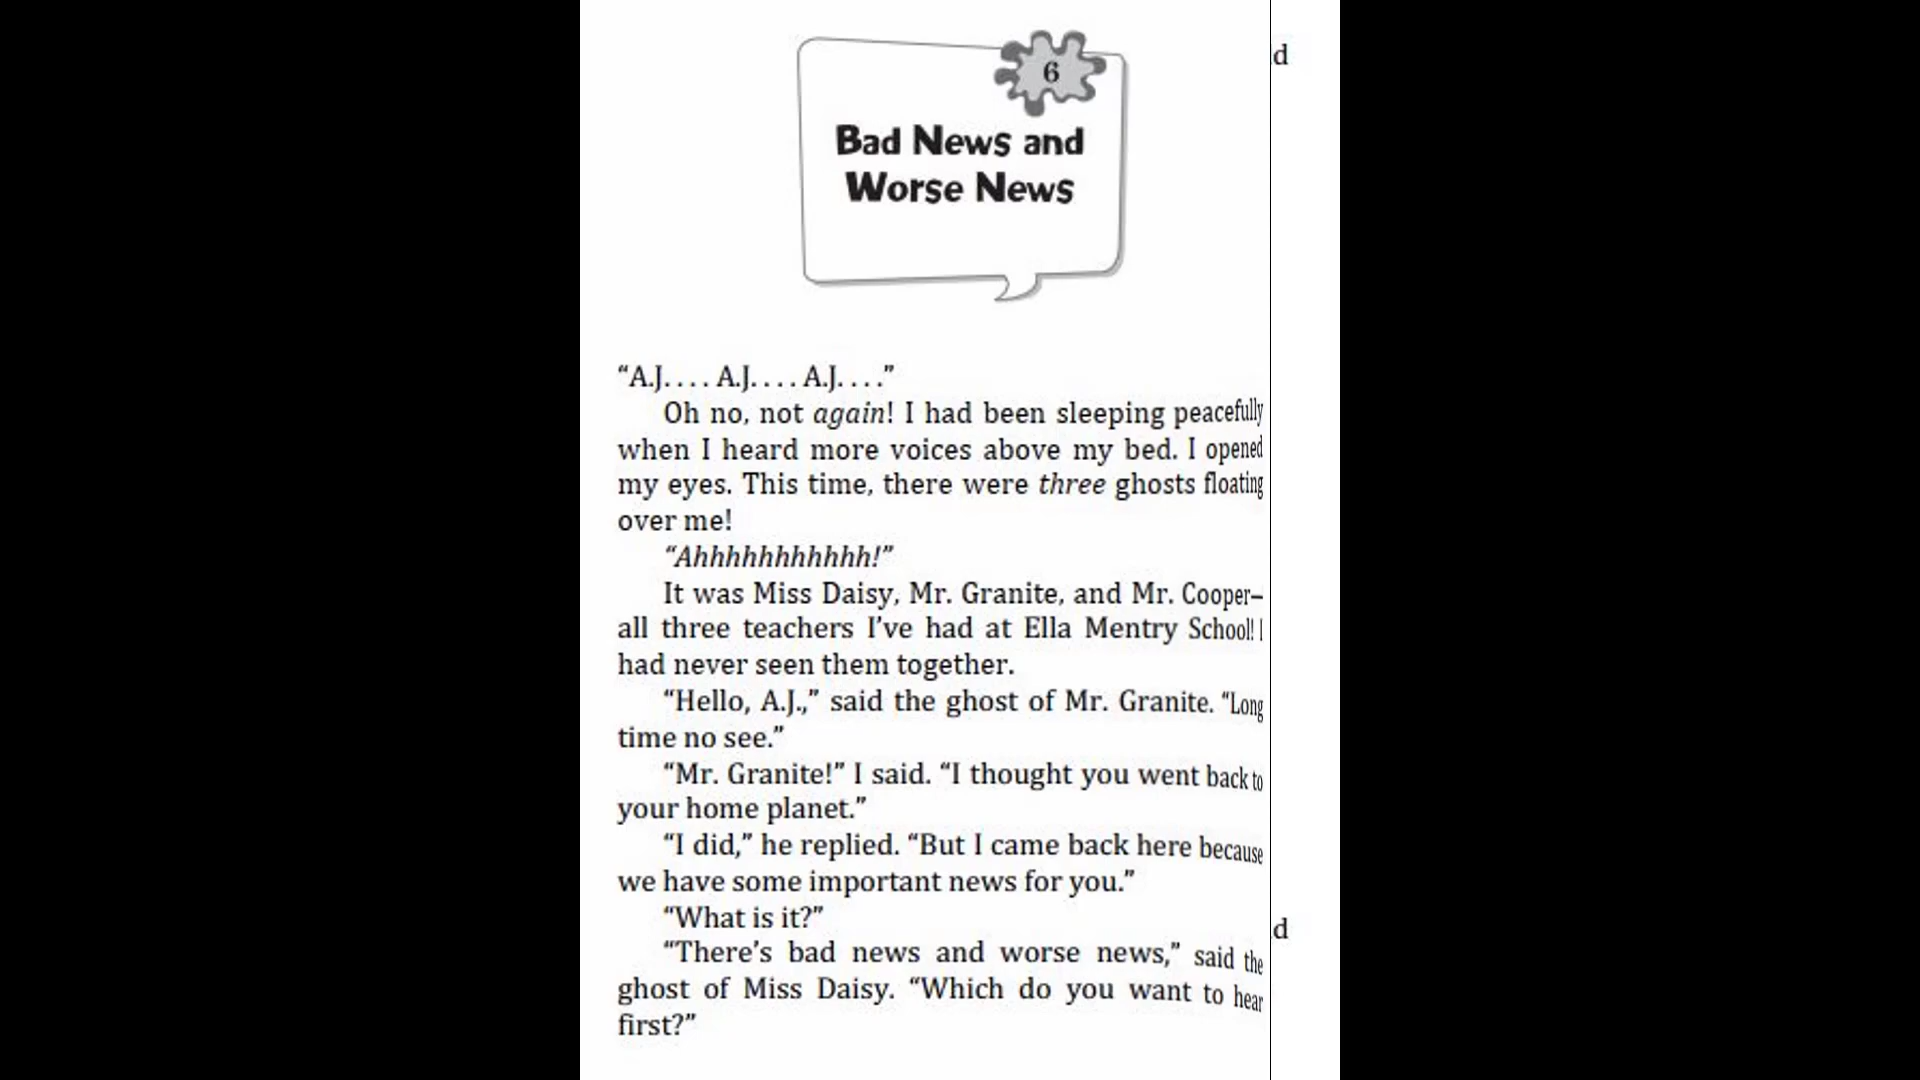 6
Bad News and
Worse News
“A.J. . . . A.J. . . . A.J. . . .”
Oh no, not again! I had been sleeping peacefully
when I heard more voices above my bed. I opened
my eyes. This time, there were three ghosts floating
over me!
“Ahhhhhhhhhhh!”
It was Miss Daisy, Mr. Granite, and Mr. Cooper–
all three teachers I’ve had at Ella Mentry School! I
had never seen them together.
“Hello, A.J.,” said the ghost of Mr. Granite. “Long
time no see.”
“Mr. Granite!” I said. “I thought you went back to
your home planet.”
“I did,” he replied. “But I came back here because
we have some important news for you.”
“What is it?”
“There’s bad news and worse news,” said the
ghost of Miss Daisy. “Which do you want to hear
first?”
d
d